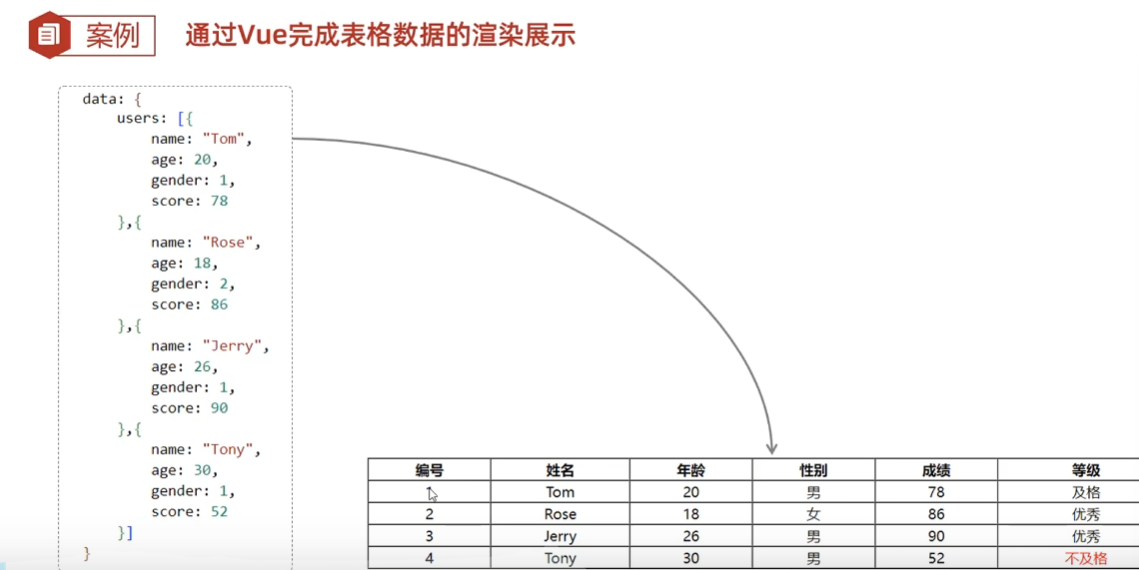 案例
通过Vue完成表格数据的渲染展示
data: {
users: [{
name: "Tom",
age: 20,
gender: 1,
score: 78
},{
name: "Rose",
age: 18,
gender: 2,
score: 86
},{
name: "Jerry",
age: 26,
gender: 1,
score: 90
},{
name: "Tony",
age: 30,
gender: 1,
score: 52
}]
}
编号 姓名 年龄 性别 成绩 等级
1 Tom 20 男 78 及格
2 Rose 18 女 86 优秀
3 Jerry 26 男 90 优秀
4 Tony 30 男 52 不及格